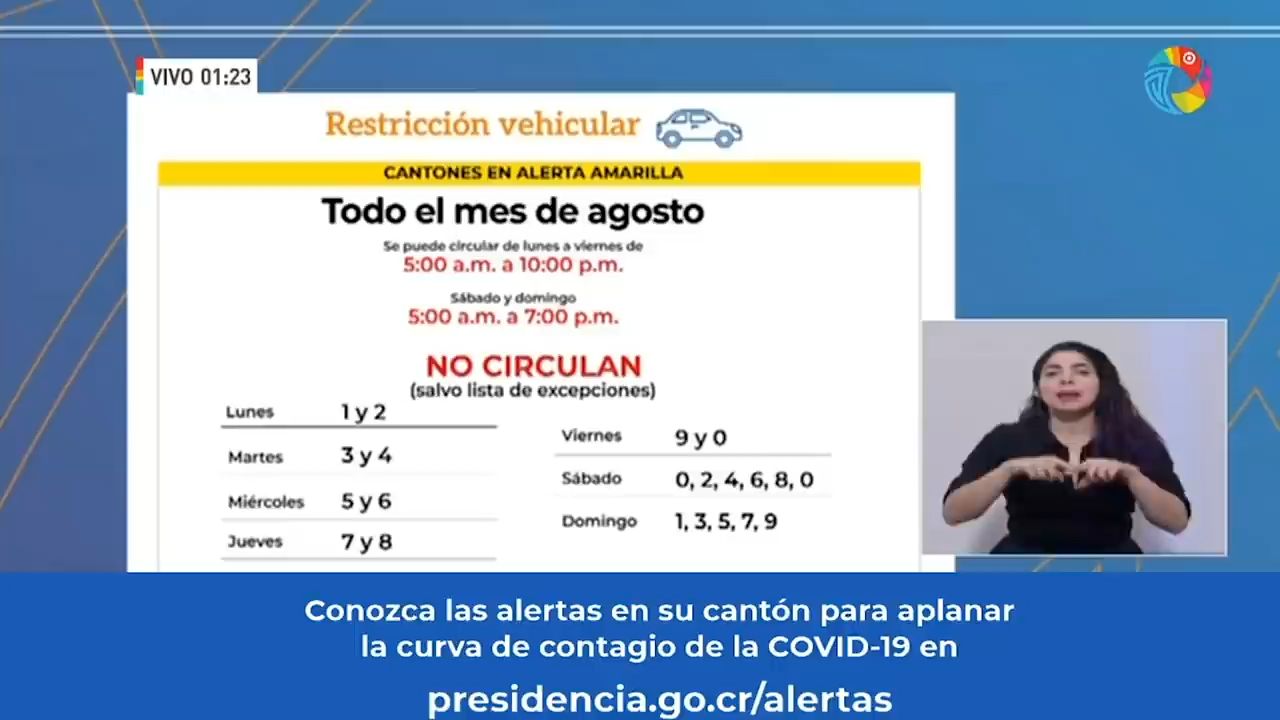 VIVO 01:23
Restricción vehicular
CANTONES EN ALERTA AMARILLA
Todo el mes de agosto
Se puede circular de lunes a viernes de
5:00 a.m. a 10:00 p.m.
Sábado y domingo
5:00 a.m. a 7:00 p.m.
NO CIRCULAN
(salvo lista de excepciones)
Lunes 1 y 2
Martes 3 y 4
Miércoles 5 y 6
Jueves 7 y 8
Viernes 9 y 0
Sábado 0, 2, 4, 6, 8, 0
Domingo 1, 3, 5, 7, 9
Conozca las alertas en su cantón para aplanar
la curva de contagio de la COVID-19 en
presidencia.go.cr/alertas